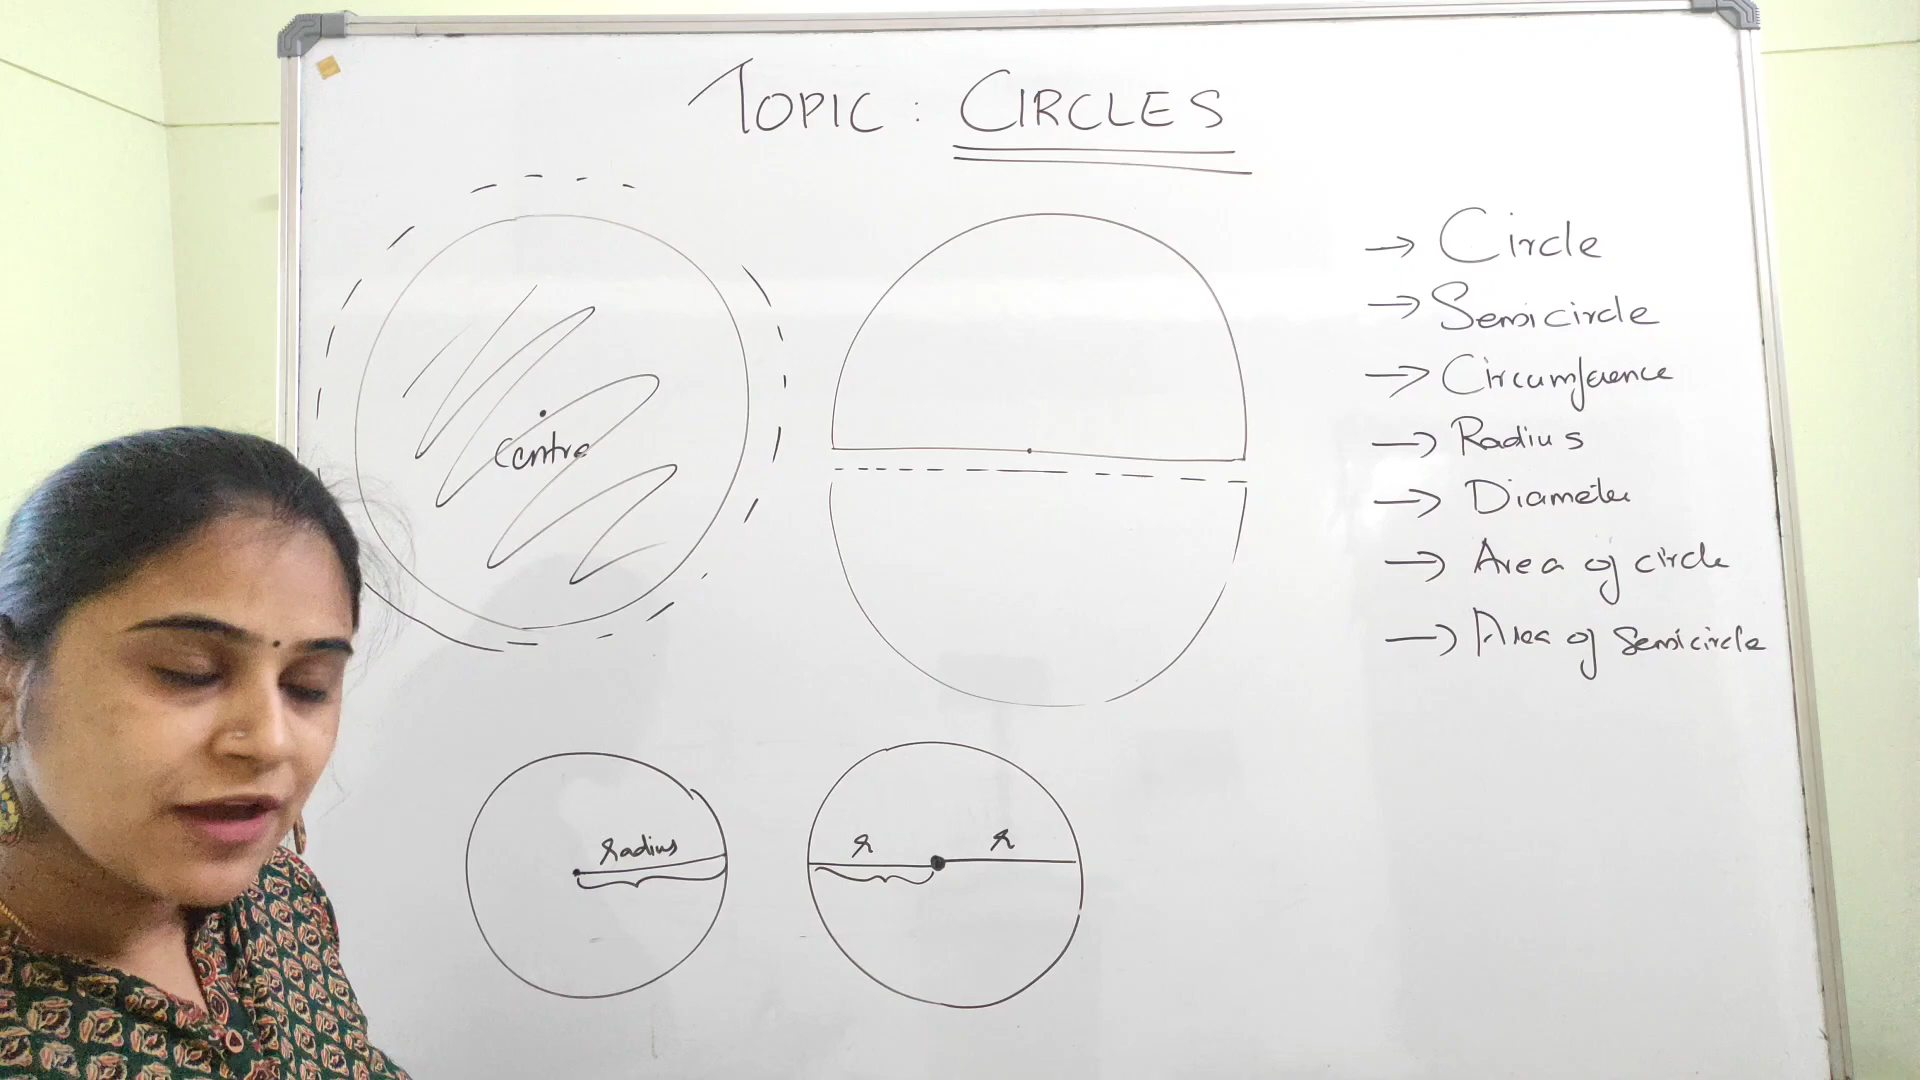 TOPIC : CIRCLES
→ Circle
→ Semicircle
→ Circumference
→ Radius
→ Diameter
→ Area of circle
→ Area of Semicircle
Centre
radius
r r